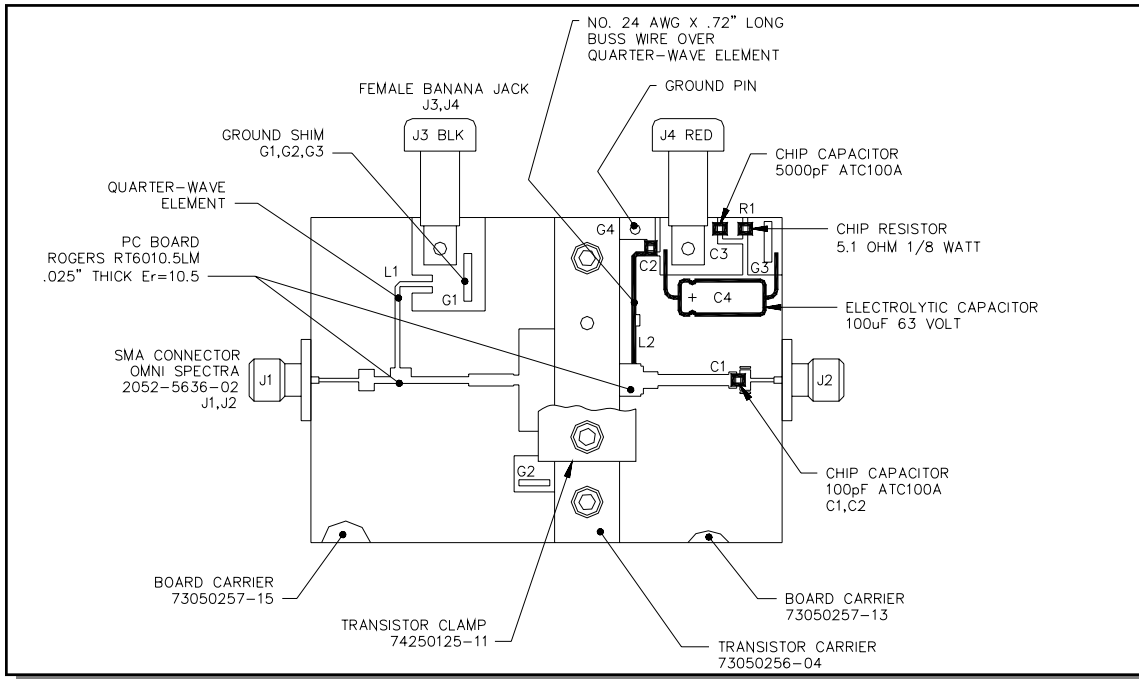 NO. 24 AWG X .72" LONG
BUSS WIRE OVER
QUARTER-WAVE ELEMENT
GROUND PIN
FEMALE BANANA JACK
J3,J4
J3 BLK
J4 RED
GROUND SHIM
G1,G2,G3
CHIP CAPACITOR
5000pF ATC100A
QUARTER-WAVE
ELEMENT
R1
CHIP RESISTOR
5.1 OHM 1/8 WATT
G4
PC BOARD
ROGERS RT6010.5LM
.025" THICK Er=10.5
C2
C3
G3
L1
G1
+ C4
ELECTROLYTIC CAPACITOR
100uF 63 VOLT
L2
SMA CONNECTOR
OMNI SPECTRA
2052-5636-02
J1,J2
J1
C1
J2
G2
CHIP CAPACITOR
100pF ATC100A
C1,C2
BOARD CARRIER
73050257-15
BOARD CARRIER
73050257-13
TRANSISTOR CLAMP
74250125-11
TRANSISTOR CARRIER
73050256-04